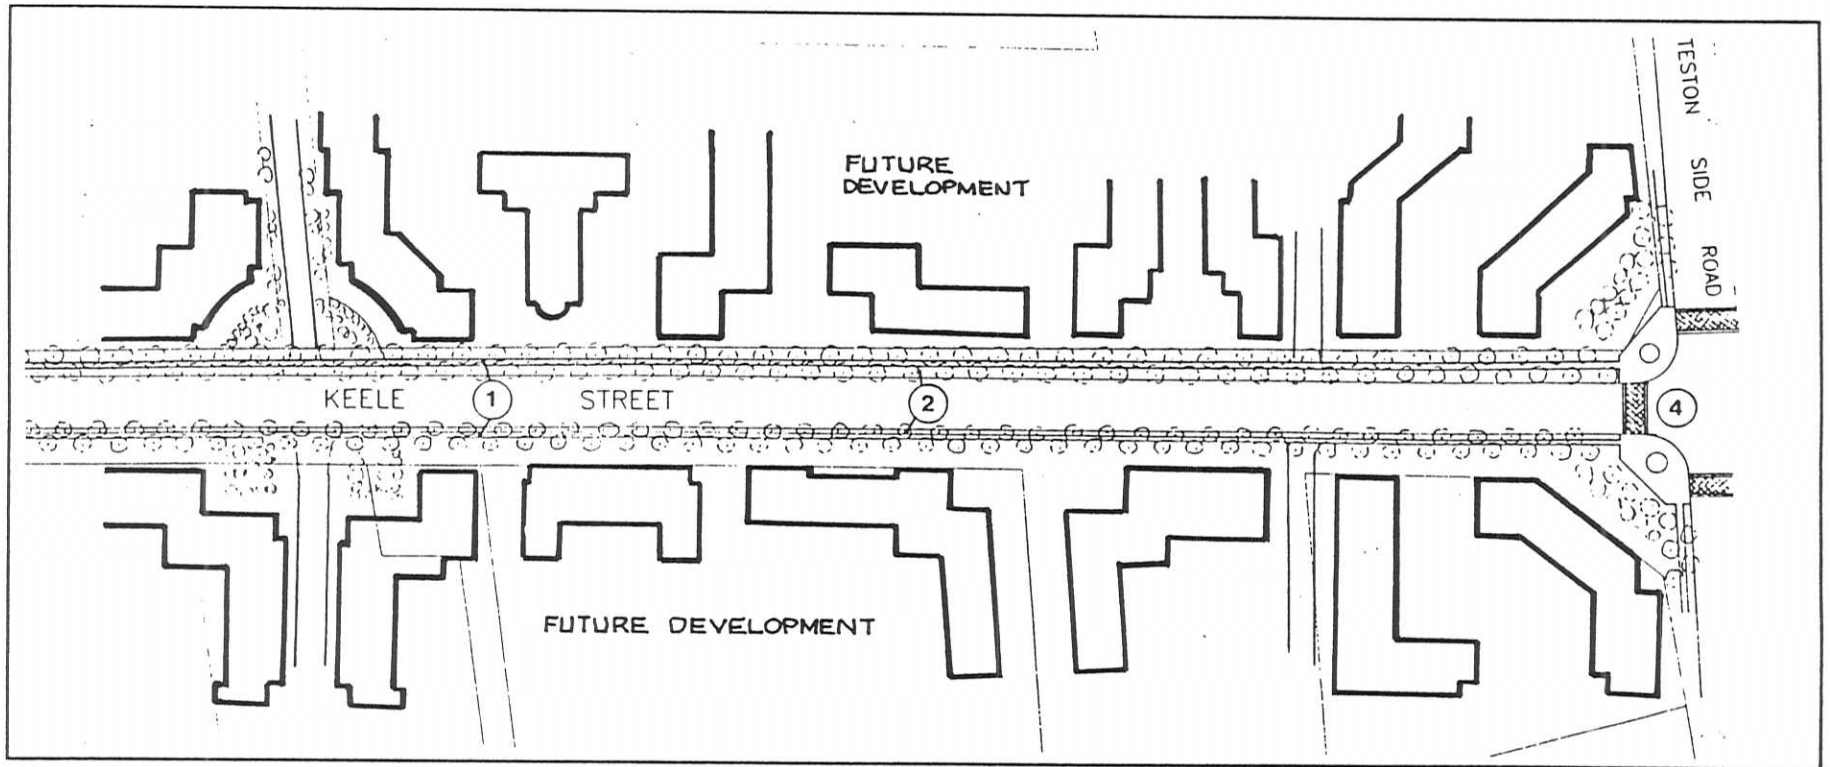 TESTON SIDE ROAD
FUTURE
DEVELOPMENT
KEELE STREET
1
2
4
FUTURE DEVELOPMENT